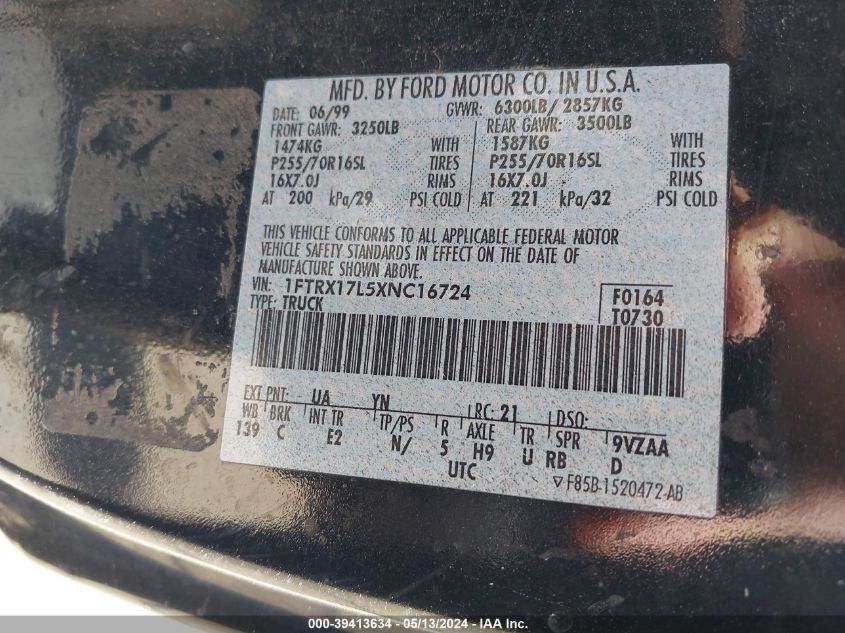 MFD. BY FORD MOTOR CO. IN U.S.A.
DATE: 06/99 GVWR: 6300LB/ 2857KG
FRONT GAWR: 3250LB REAR GAWR: 3500LB
1474KG WITH 1587KG WITH
P255/70R16SL TIRES P255/70R16SL TIRES
16X7.0J RIMS 16X7.0J RIMS
AT 200 kPa/29 PSI COLD AT 221 kPa/32 PSI COLD
THIS VEHICLE CONFORMS TO ALL APPLICABLE FEDERAL MOTOR
VEHICLE SAFETY STANDARDS IN EFFECT ON THE DATE OF
MANUFACTURE SHOWN ABOVE.
VIN: 1FTRX17L5XNC16724 F0164
TYPE: TRUCK T0730
EXT PNT: UA YN RC: 21 DSO:
WB BRK INT TR TP/PS R AXLE TR SPR 9VZAA
139 C E2 N/ 5 H9 U RB D
UTC
▽F85B-1520472-AB
000-39413634 - 05/13/2024 - IAA Inc.